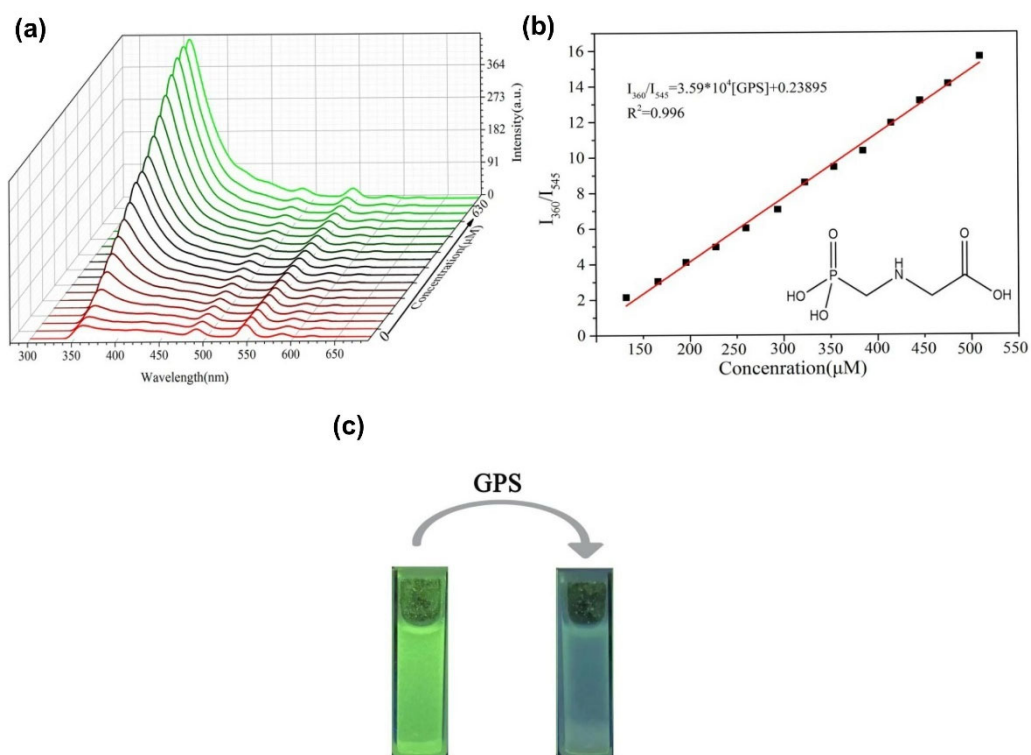 (a)
364
273
182
91
0
Intensity(a.u.)
630
Concentration(μM)
0
300 350 400 450 500 550 600 650
Wavelength(nm)
(b)
16
14
12
10
8
6
4
2
0
I360/I545
I360/I545=3.59*10⁴[GPS]+0.23895
R²=0.996
O
P
HO
HO
H
N
O
OH
150 200 250 300 350 400 450 500 550
Concenration(μM)
(c)
GPS